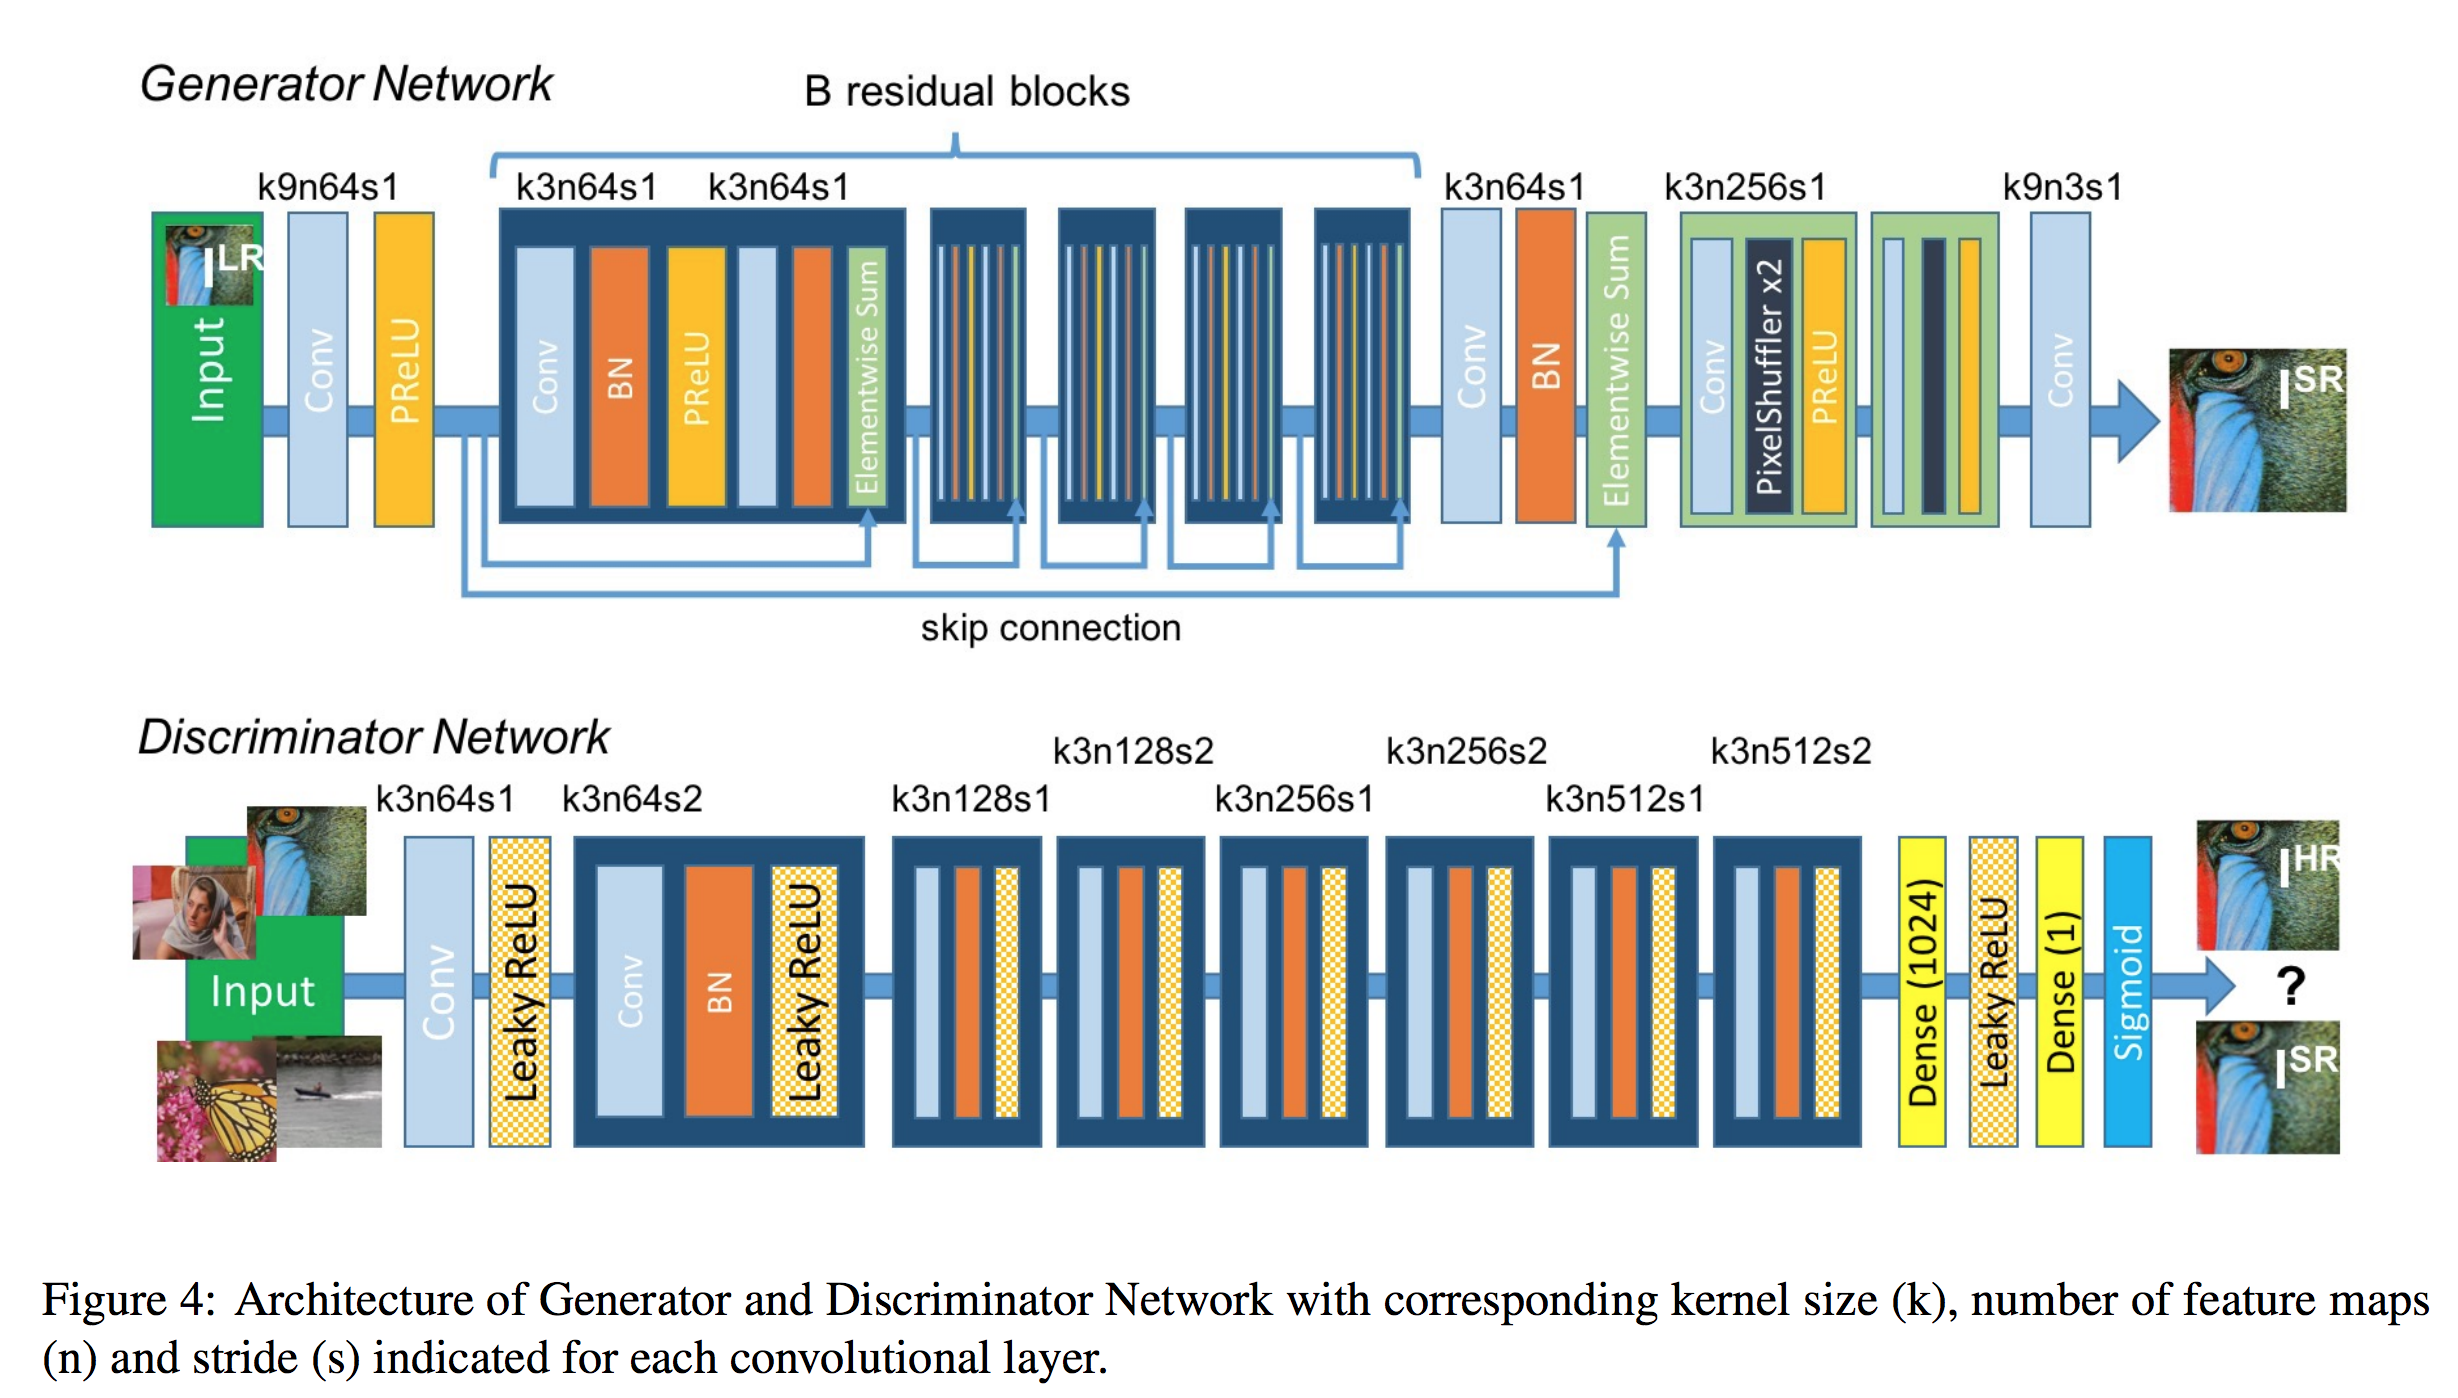 Generator Network
B residual blocks
k9n64s1
k3n64s1
k3n64s1
k3n64s1
k3n256s1
k9n3s1
I^LR
Input
Conv
PReLU
Conv
BN
PReLU
Elementwise Sum
Conv
BN
Elementwise Sum
Conv
PixelShuffler x2
PReLU
Conv
I^SR
skip connection
Discriminator Network
k3n64s1
k3n64s2
k3n128s1
k3n128s2
k3n256s1
k3n256s2
k3n512s1
k3n512s2
Input
Conv
Leaky ReLU
Conv
BN
Leaky ReLU
Dense (1024)
Leaky ReLU
Dense (1)
Sigmoid
I^HR
?
I^SR
Figure 4: Architecture of Generator and Discriminator Network with corresponding kernel size (k), number of feature maps
(n) and stride (s) indicated for each convolutional layer.